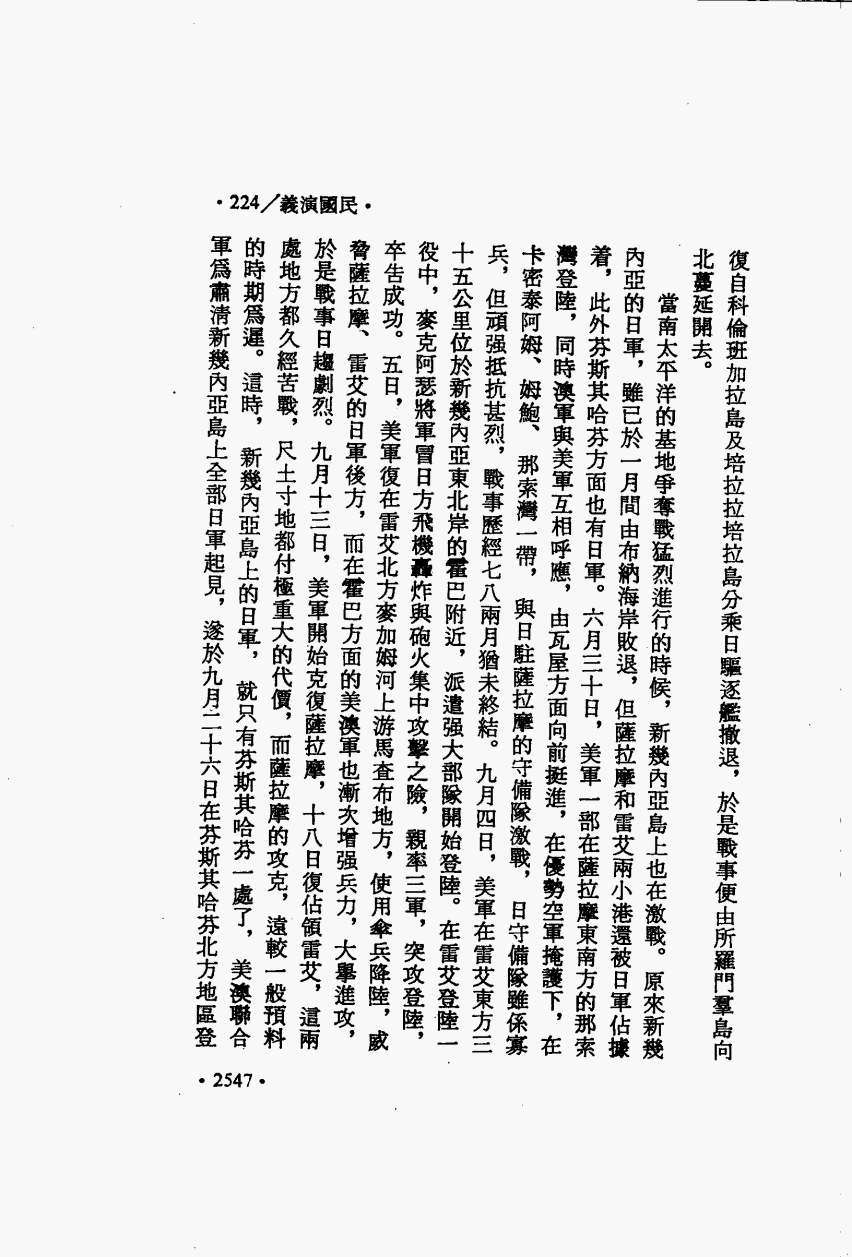 •224／義演國民•
復自科倫班加拉島及培拉拉培拉島分乘日驅逐艦撤退，於是戰事便由所羅門羣島向
北蔓延開去。
當南太平洋的基地爭奪戰猛烈進行的時候，新幾內亞島上也在激戰。原來新幾
內亞的日軍，雖已於一月間由布納海岸敗退，但薩拉摩和雷艾兩小港還被日軍佔據
着，此外芬斯其哈芬方面也有日軍。六月三十日，美軍一部在薩拉摩東南方的那索
灣登陸，同時澳軍與美軍互相呼應，由瓦屋方面向前挺進，在優勢空軍掩護下，在
卡密泰阿姆、姆鮑、那索灣一帶，與日駐薩拉摩的守備隊激戰，日守備隊雖係寡
兵，但頑强抵抗甚烈，戰事歷經七八兩月猶未終結。九月四日，美軍在雷艾東方三
十五公里位於新幾內亞東北岸的霍巴附近，派遣强大部隊開始登陸。在雷艾登陸一
役中，麥克阿瑟將軍冒日方飛機轟炸與砲火集中攻擊之險，親率三軍，突攻登陸，
卒吿成功。五日，美軍復在雷艾北方麥加姆河上游馬查布地方，使用傘兵降陸，威
脅薩拉摩、雷艾的日軍後方，而在霍巴方面的美澳軍也漸次增强兵力，大舉進攻，
於是戰事日趨劇烈。九月十三日，美軍開始克復薩拉摩，十八日復佔領雷艾，這兩
處地方都久經苦戰，尺土寸地都付極重大的代價，而薩拉摩的攻克，遠較一般預料
的時期爲遲。這時，新幾內亞島上的日軍，就只有芬斯其哈芬一處了，美澳聯合
軍爲肅淸新幾內亞島上全部日軍起見，遂於九月二十六日在芬斯其哈芬北方地區登
•2547•